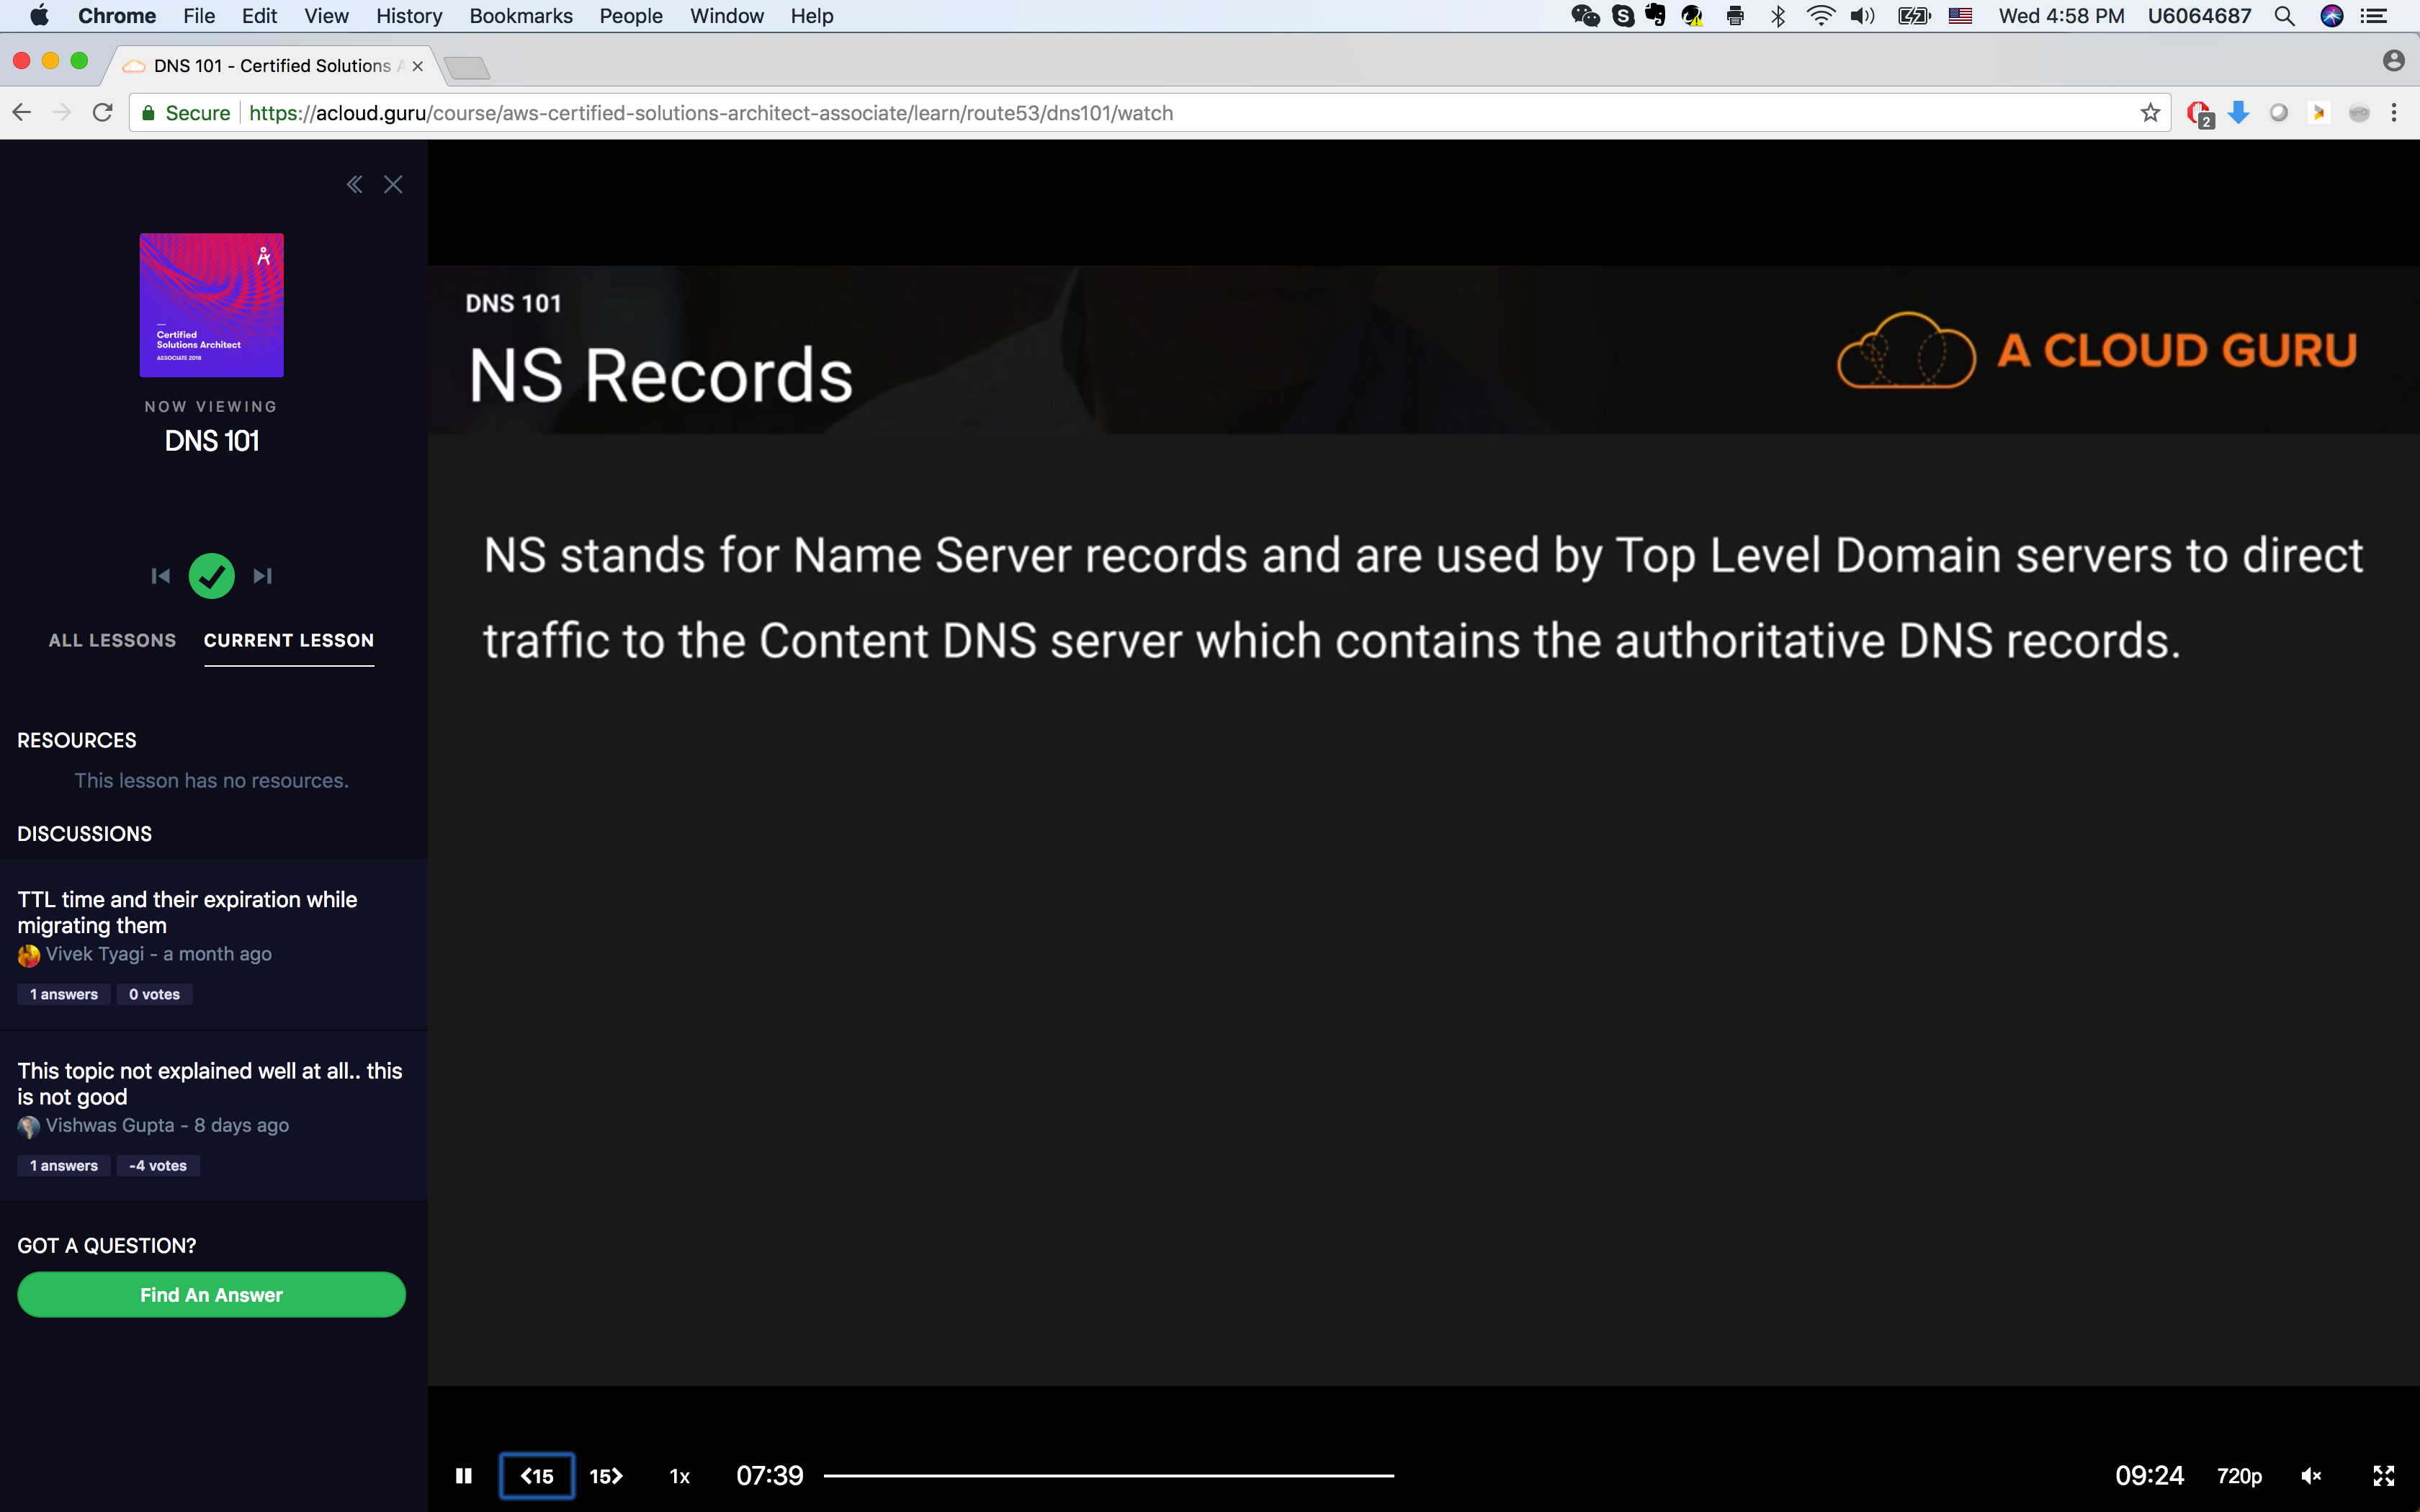 Chrome File Edit View History Bookmarks People Window Help Wed 4:58 PM U6064687
DNS 101 - Certified Solutions
Secure https://acloud.guru/course/aws-certified-solutions-architect-associate/learn/route53/dns101/watch
2
Certified
Solutions Architect
ASSOCIATE 2018
NOW VIEWING
DNS 101
ALL LESSONS CURRENT LESSON
RESOURCES
This lesson has no resources.
DISCUSSIONS
TTL time and their expiration while
migrating them
Vivek Tyagi - a month ago
1 answers 0 votes
This topic not explained well at all.. this
is not good
Vishwas Gupta - 8 days ago
1 answers -4 votes
GOT A QUESTION?
Find An Answer
DNS 101
NS Records
A CLOUD GURU
NS stands for Name Server records and are used by Top Level Domain servers to direct
traffic to the Content DNS server which contains the authoritative DNS records.
<15 15> 1x 07:39 09:24 720p